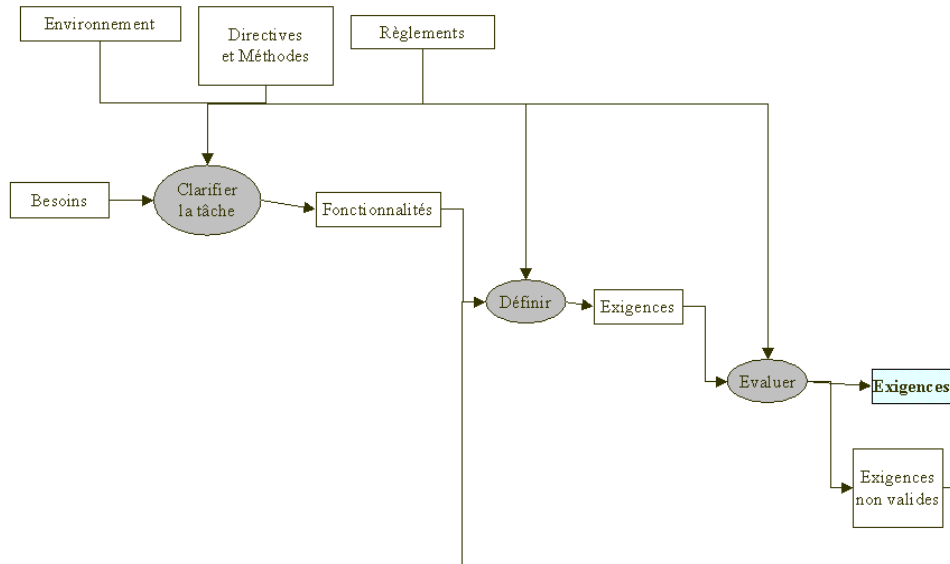 Environnement
Directives
et Méthodes
Règlements
Besoins
Clarifier
la tâche
Fonctionnalités
Définir
Exigences
Evaluer
Exigences
Exigences
non valides